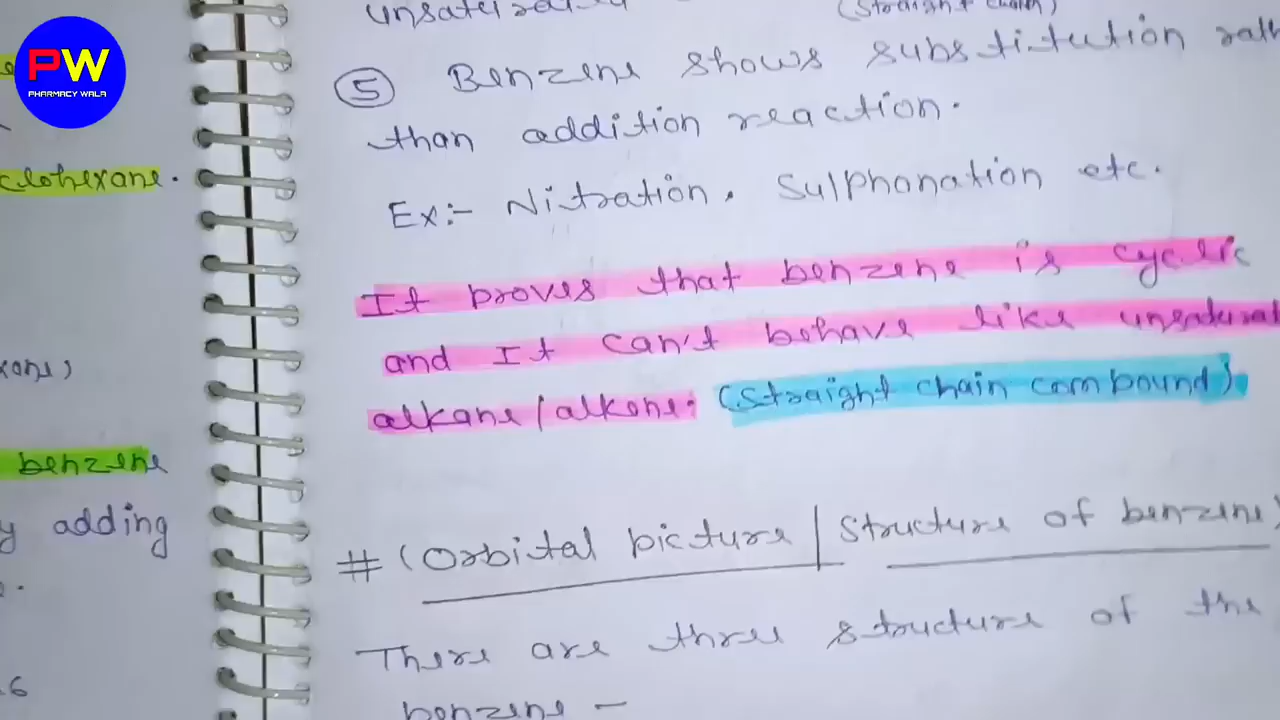 PW
PHARMACY WALA
clohexane.
benzene
adding
(straight chain)
⑤ Benzene shows substitution
than addition reaction.
Ex:- Nitration, Sulphonation etc.
It proves that benzene is cyclic
and It can't behave like
alkane/alkene. (straight chain compound)
# (Orbital picture / Structure of benzene)
There are three structure of the
benzene -